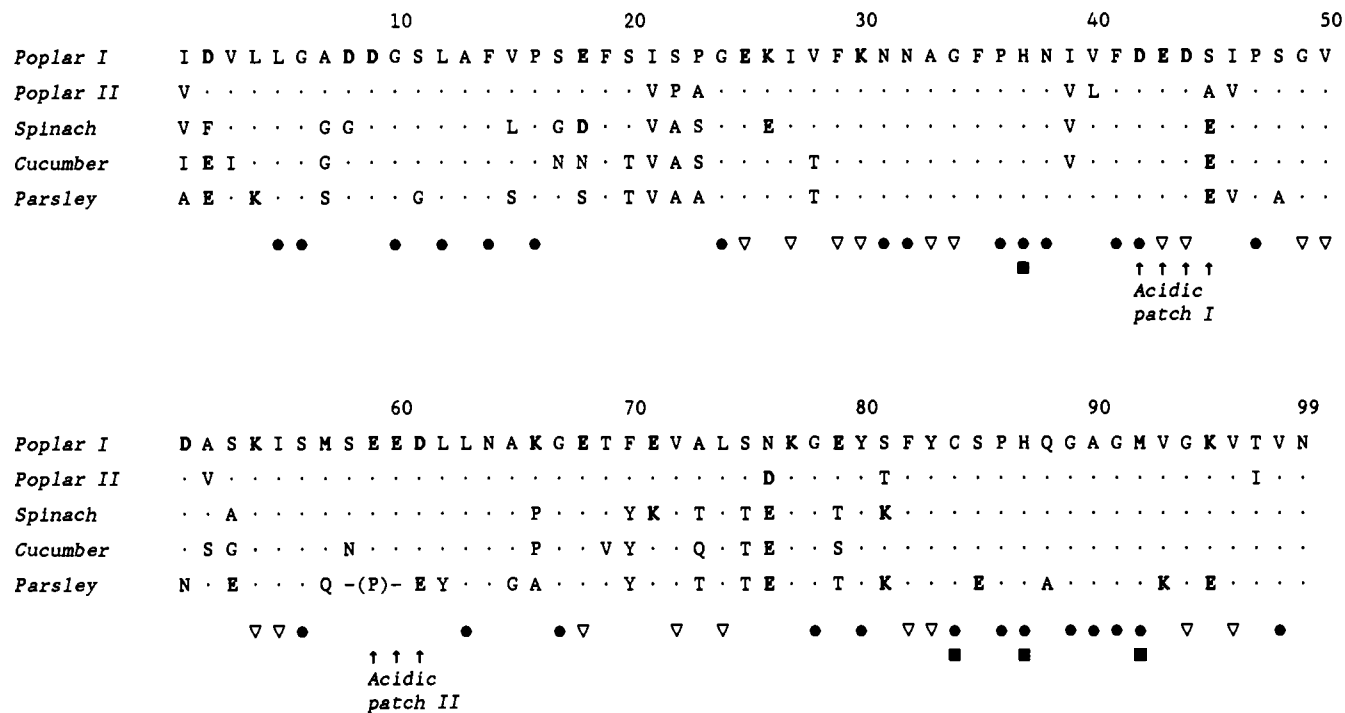 10 20 30 40 50
Poplar I I D V L L G A D D G S L A F V P S E F S I S P G E K I V F K N N A G F P H N I V F D E D S I P S G V
Poplar II V · · · · · · · · · · · · · · · · · · · V P A · · · · · · · · · · · · · · · V L · · · · A V · · · ·
Spinach V F · · · · G G · · · · · · L · G D · · V A S · · E · · · · · · · · · · · · V · · · · · E · · · · ·
Cucumber I E I · · · G · · · · · · · · · N N · T V A S · · · · T · · · · · · · · · · V · · · · · E · · · · ·
Parsley A E · K · · S · · · G · · · S · · S · T V A A · · · · T · · · · · · · · · · · · · · · · E V · A · ·
● ● ● ● ● ● ● ▽ ▽ ▽ ▽ ● ● ▽ ▽ ● ● ● ● ● ▽ ▽ ● ▽ ▽
■ ↑ ↑ ↑ ↑
Acidic
patch I
60 70 80 90 99
Poplar I D A S K I S M S E E D L L N A K G E T F E V A L S N K G E Y S F Y C S P H Q G A G M V G K V T V N
Poplar II · V · · · · · · · · · · · · · · · · · · · · · · · D · · · · T · · · · · · · · · · · · · · · I · ·
Spinach · · A · · · · · · · · · · · · P · · · Y K · T · T E · · T · K · · · · · · · · · · · · · · · · · ·
Cucumber · S G · · · · N · · · · · · · P · · V Y · · Q · T E · · S · · · · · · · · · · · · · · · · · · · ·
Parsley N · E · · · Q -(P)- E Y · · G A · · · Y · · T · T E · · T · K · · · E · · A · · · · K · E · · · ·
▽ ▽ ● ● ● ▽ ▽ ▽ ● ● ▽ ▽ ● ● ● ● ● ● ● ▽ ▽ ●
↑ ↑ ↑ ■ ■ ■
Acidic
patch II